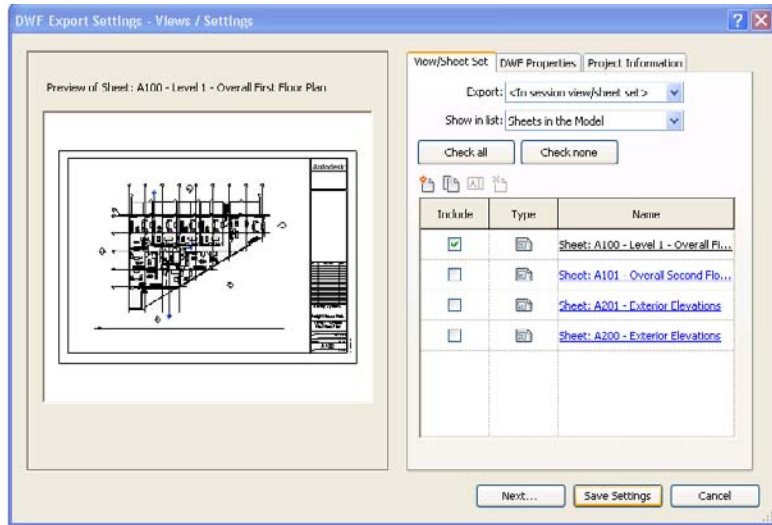 DWF Export Settings - Views / Settings
Preview of Sheet: A100 - Level 1 - Overall First Floor Plan
Autodesk
A100
View/Sheet Set
DWF Properties
Project Information
Export: <In session view/sheet set>
Show in list: Sheets in the Model
Check all
Check none
Include
Type
Name
Sheet: A100 - Level 1 - Overall Fl...
Sheet: A101 - Overall Second Flo...
Sheet: A201 - Exterior Elevations
Sheet: A200 - Exterior Elevations
Next...
Save Settings
Cancel